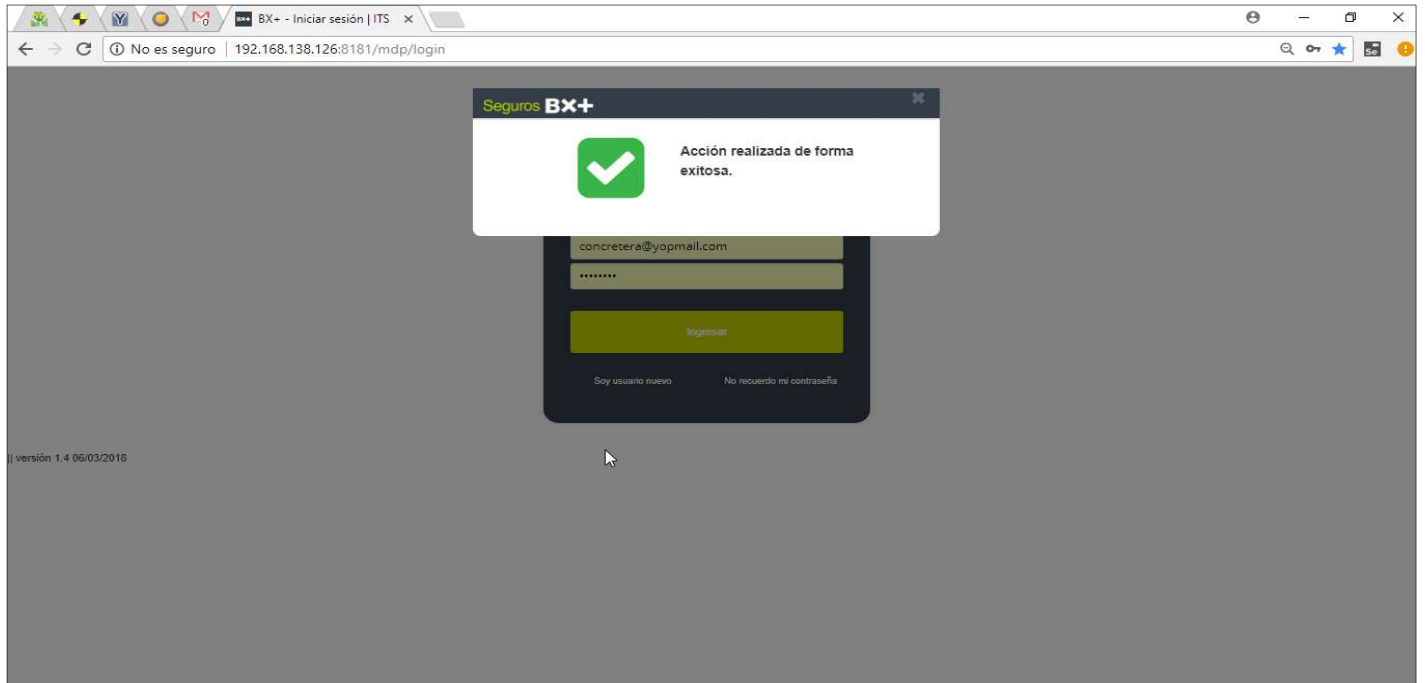 BX+ - Iniciar sesión | ITS
No es seguro | 192.168.138.126:8181/mdp/login
Seguros BX+
Acción realizada de forma
exitosa.
concretera@yopmail.com
••••••••
Ingresar
Soy usuario nuevo No recuerdo mi contraseña
|| versión 1.4 06/03/2018